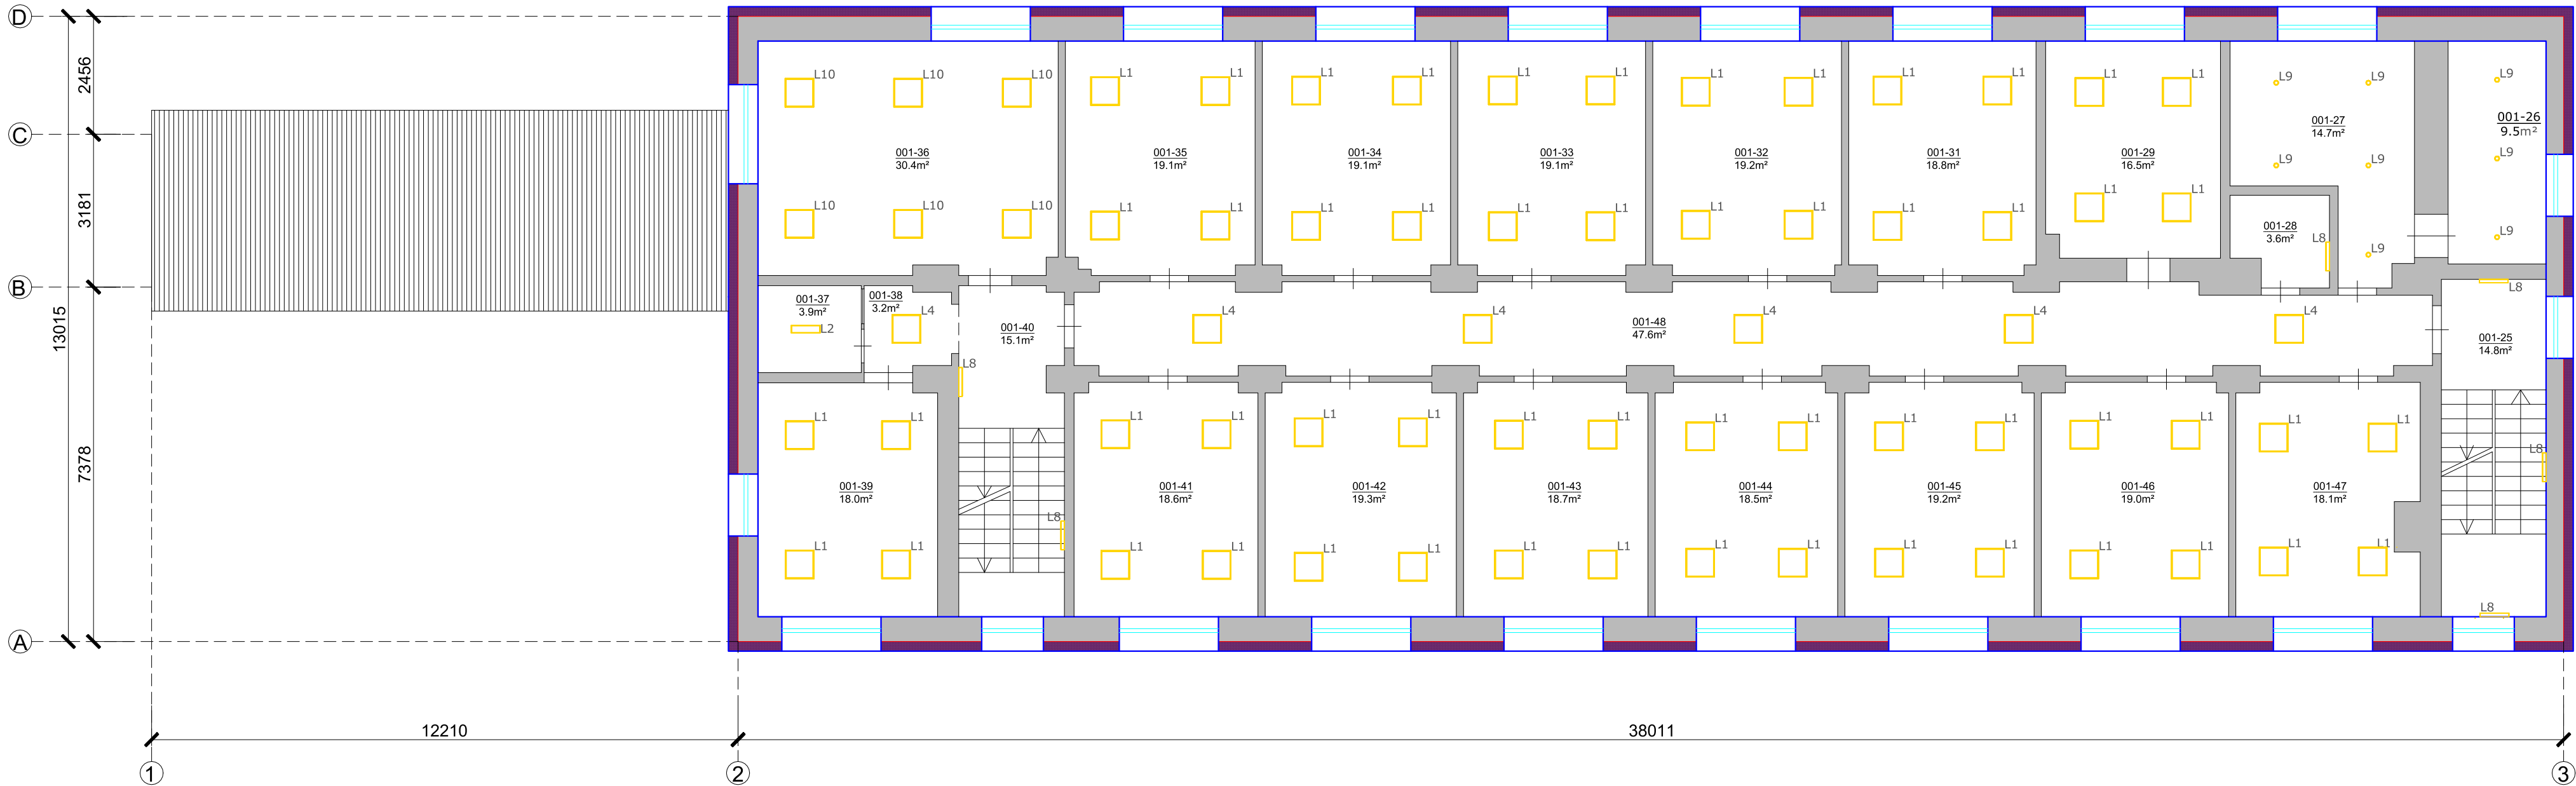 D
C
B
A
2456
3181
7378
13015
12210
38011
1
2
3
L10 L10 L10
001-36
30.4m²
L10 L10 L10
L1 L1
001-35
19.1m²
L1 L1
L1 L1
001-34
19.1m²
L1 L1
L1 L1
001-33
19.1m²
L1 L1
L1 L1
001-32
19.2m²
L1 L1
L1 L1
001-31
18.8m²
L1 L1
L1 L1
001-29
16.5m²
L1 L1
L9 L9
001-27
14.7m²
L9 L9
L9
001-28
3.6m²
L8
L9
001-26
9.5m²
L9
L9
001-37
3.9m²
L2
001-38
3.2m²
L4
001-40
15.1m²
L8
L8
L4 L4 L4 L4 L4
001-48
47.6m²
L8
001-25
14.8m²
L8
L8
L1 L1
001-39
18.0m²
L1 L1
L1 L1
001-41
18.6m²
L1 L1
L1 L1
001-42
19.3m²
L1 L1
L1 L1
001-43
18.7m²
L1 L1
L1 L1
001-44
18.5m²
L1 L1
L1 L1
001-45
19.2m²
L1 L1
L1 L1
001-46
19.0m²
L1 L1
L1 L1
001-47
18.1m²
L1 L1